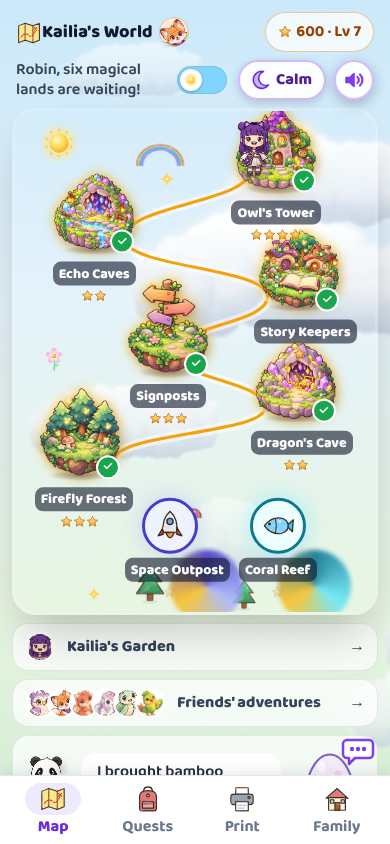 Kailia's World
600 · Lv 7
Robin, six magical
lands are waiting!
Calm
Owl's Tower
Echo Caves
Story Keepers
Signposts
Dragon's Cave
Firefly Forest
Space Outpost
Coral Reef
Kailia's Garden →
Friends' adventures →
I brought bamboo
Map
Quests
Print
Family